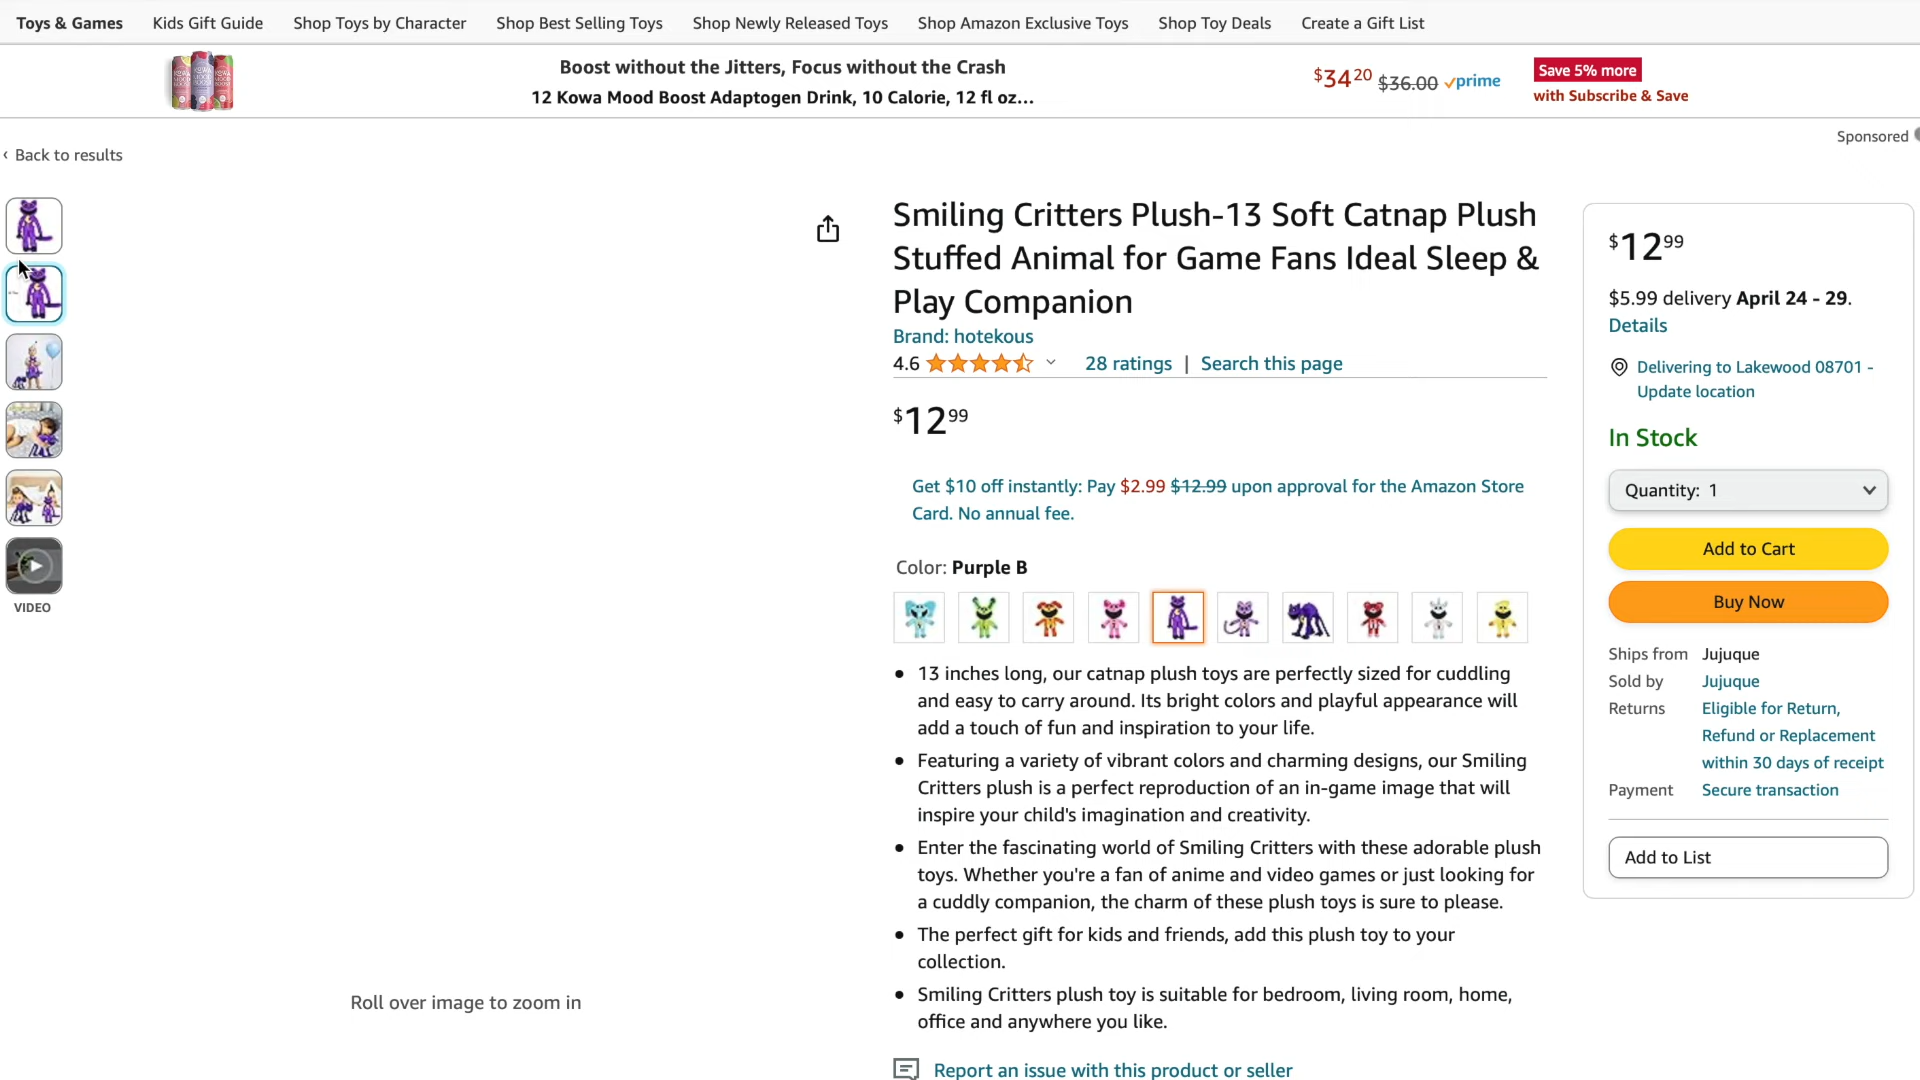 Toys & Games Kids Gift Guide Shop Toys by Character Shop Best Selling Toys Shop Newly Released Toys Shop Amazon Exclusive Toys Shop Toy Deals Create a Gift List
Boost without the Jitters, Focus without the Crash
12 Kowa Mood Boost Adaptogen Drink, 10 Calorie, 12 fl oz...
$34.20 $36.00 prime
Save 5% more
with Subscribe & Save
Sponsored
‹ Back to results
VIDEO
Roll over image to zoom in
Smiling Critters Plush-13 Soft Catnap Plush
Stuffed Animal for Game Fans Ideal Sleep &
Play Companion
Brand: hotekous
4.6 28 ratings | Search this page
$12.99
Get $10 off instantly: Pay $2.99 $12.99 upon approval for the Amazon Store
Card. No annual fee.
Color: Purple B
• 13 inches long, our catnap plush toys are perfectly sized for cuddling
and easy to carry around. Its bright colors and playful appearance will
add a touch of fun and inspiration to your life.
• Featuring a variety of vibrant colors and charming designs, our Smiling
Critters plush is a perfect reproduction of an in-game image that will
inspire your child's imagination and creativity.
• Enter the fascinating world of Smiling Critters with these adorable plush
toys. Whether you're a fan of anime and video games or just looking for
a cuddly companion, the charm of these plush toys is sure to please.
• The perfect gift for kids and friends, add this plush toy to your
collection.
• Smiling Critters plush toy is suitable for bedroom, living room, home,
office and anywhere you like.
Report an issue with this product or seller
$12.99
$5.99 delivery April 24 - 29.
Details
Delivering to Lakewood 08701 -
Update location
In Stock
Quantity: 1
Add to Cart
Buy Now
Ships from Jujuque
Sold by Jujuque
Returns Eligible for Return,
Refund or Replacement
within 30 days of receipt
Payment Secure transaction
Add to List